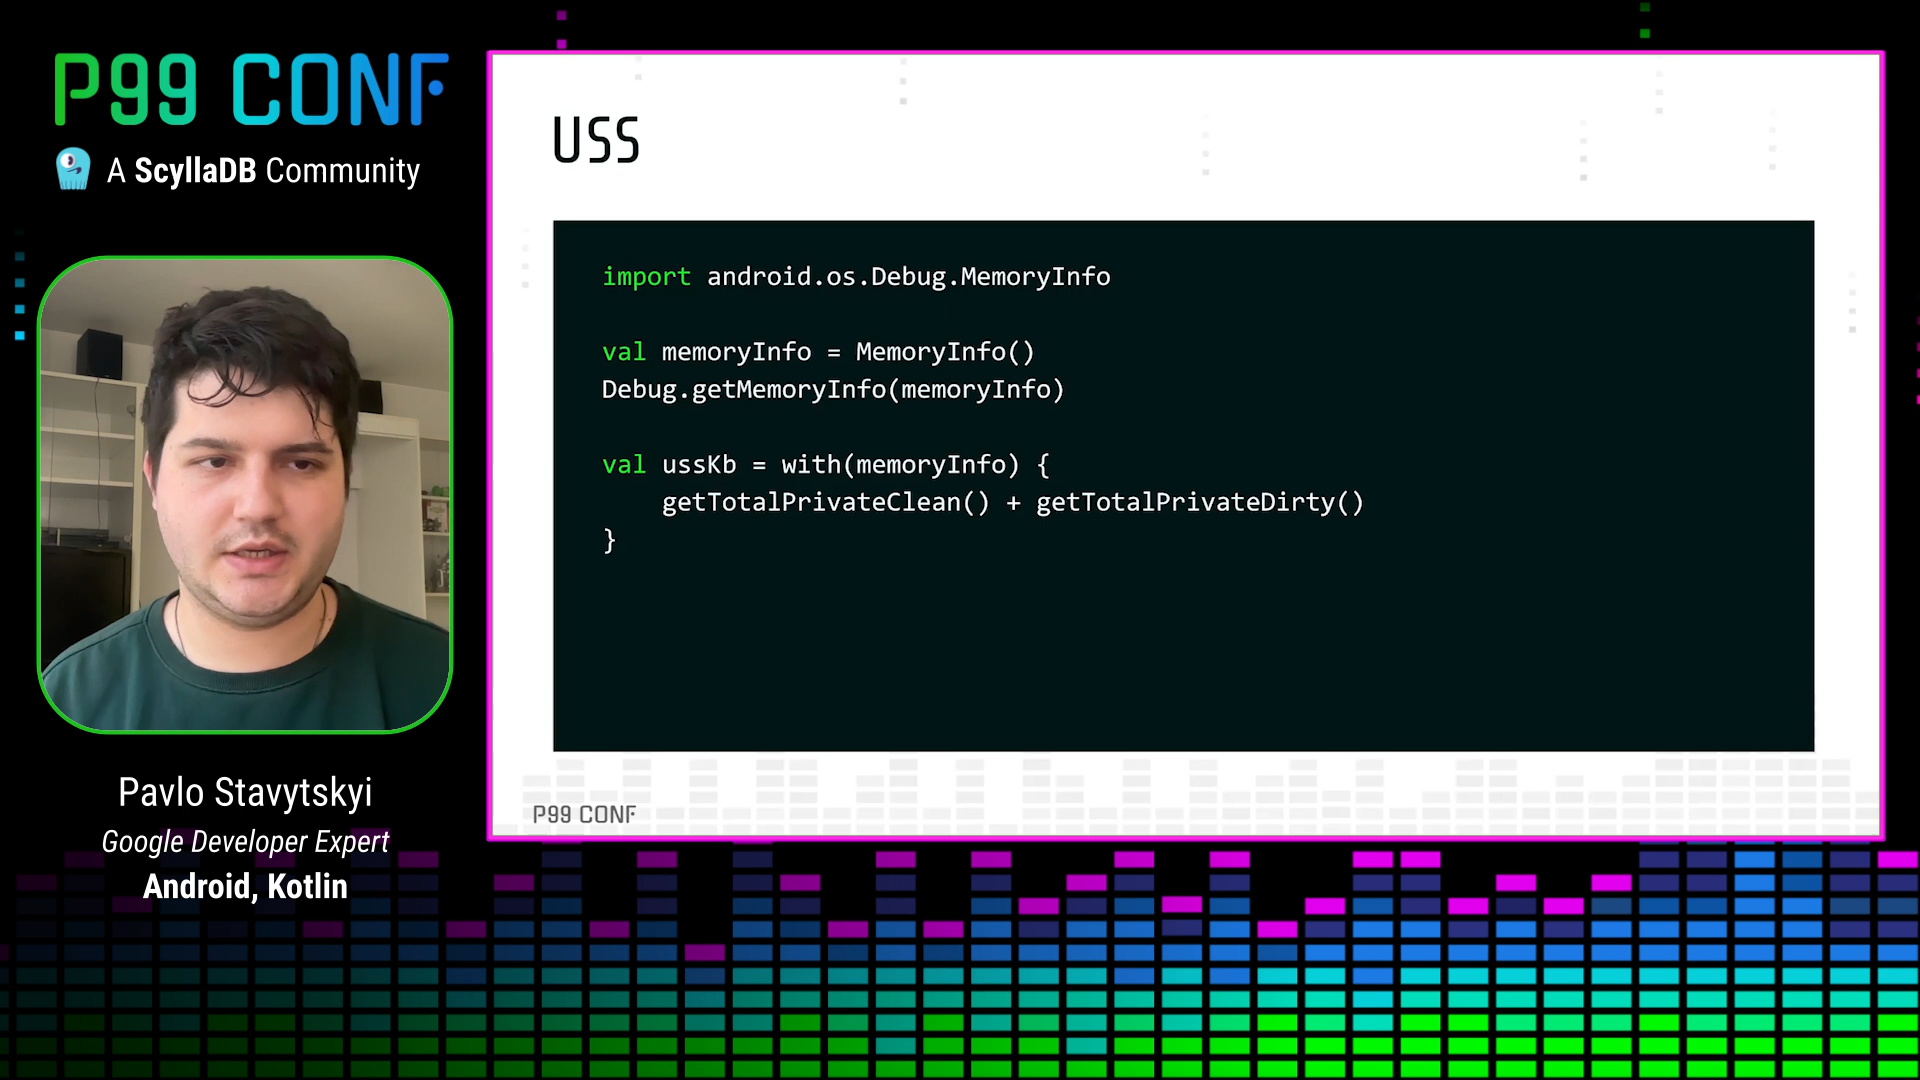 P99 CONF
A ScyllaDB Community
Pavlo Stavytskyi
Google Developer Expert
Android, Kotlin
USS
import android.os.Debug.MemoryInfo
val memoryInfo = MemoryInfo()
Debug.getMemoryInfo(memoryInfo)
val ussKb = with(memoryInfo) {
    getTotalPrivateClean() + getTotalPrivateDirty()
}
P99 CONF